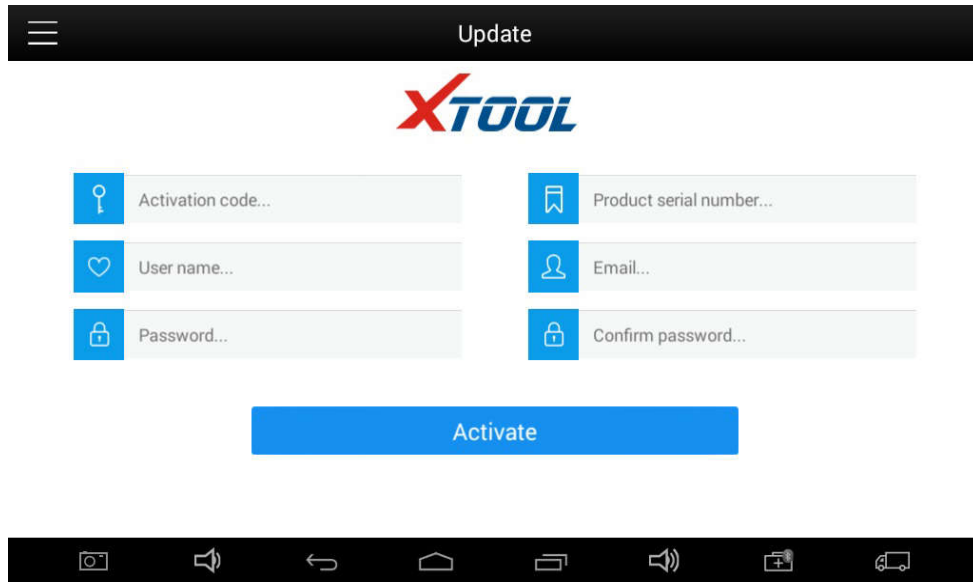 Update
XTOOL
Activation code...
Product serial number...
User name...
Email...
Password...
Confirm password...
Activate